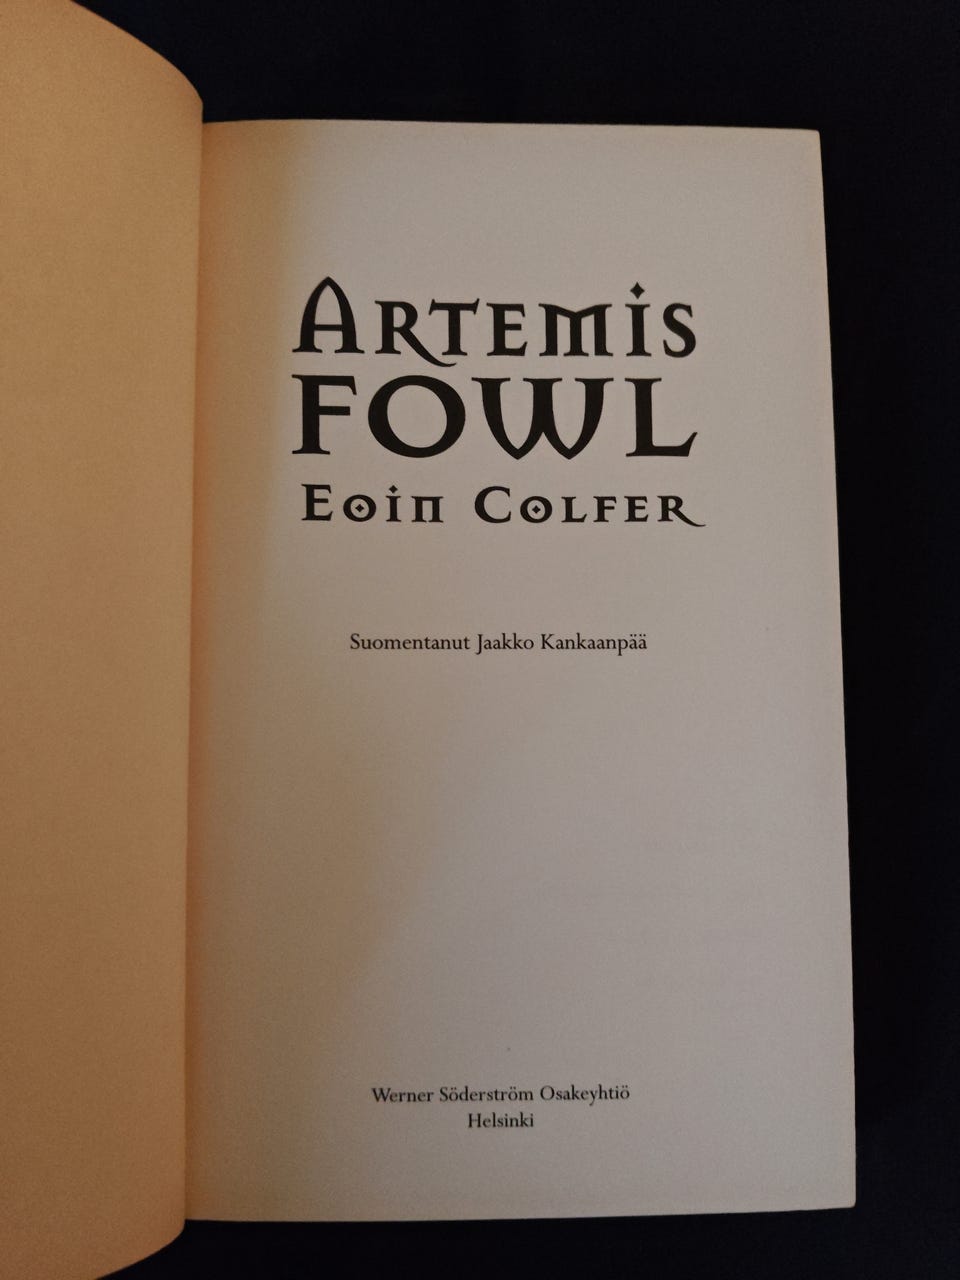 ARTEMIS
FOWL
EOIN COLFER
Suomentanut Jaakko Kankaanpää
Werner Söderström Osakeyhtiö
Helsinki